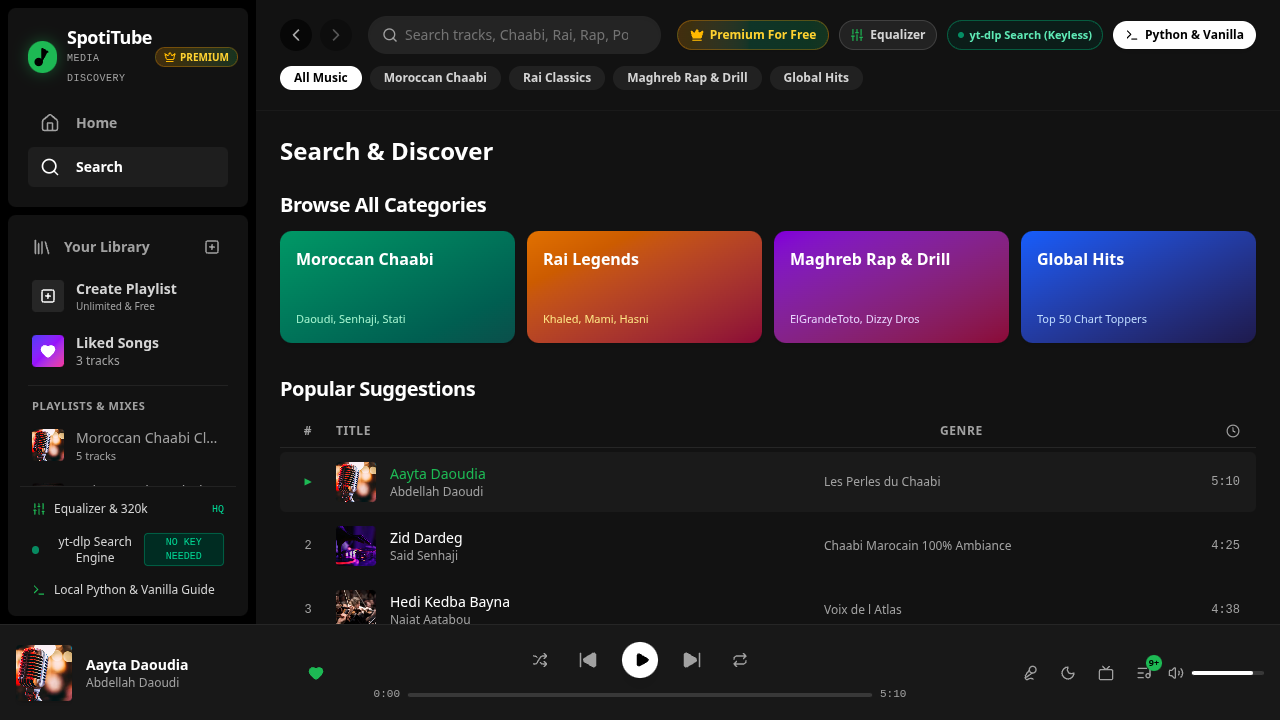 SpotiTube
MEDIA DISCOVERY
PREMIUM
Home
Search
Your Library
Create Playlist
Unlimited & Free
Liked Songs
3 tracks
PLAYLISTS & MIXES
Moroccan Chaabi Cl...
5 tracks
Equalizer & 320k
HQ
yt-dlp Search Engine
NO KEY NEEDED
Local Python & Vanilla Guide
Search tracks, Chaabi, Rai, Rap, Po
Premium For Free
Equalizer
yt-dlp Search (Keyless)
Python & Vanilla
All Music
Moroccan Chaabi
Rai Classics
Maghreb Rap & Drill
Global Hits
Search & Discover
Browse All Categories
Moroccan Chaabi
Daoudi, Senhaji, Stati
Rai Legends
Khaled, Mami, Hasni
Maghreb Rap & Drill
ElGrandeToto, Dizzy Dros
Global Hits
Top 50 Chart Toppers
Popular Suggestions
# TITLE GENRE
Aayta Daoudia
Abdellah Daoudi
Les Perles du Chaabi
5:10
2
Zid Dardeg
Said Senhaji
Chaabi Marocain 100% Ambiance
4:25
3
Hedi Kedba Bayna
Najat Aatabou
Voix de l Atlas
4:38
Aayta Daoudia
Abdellah Daoudi
0:00
5:10
9+